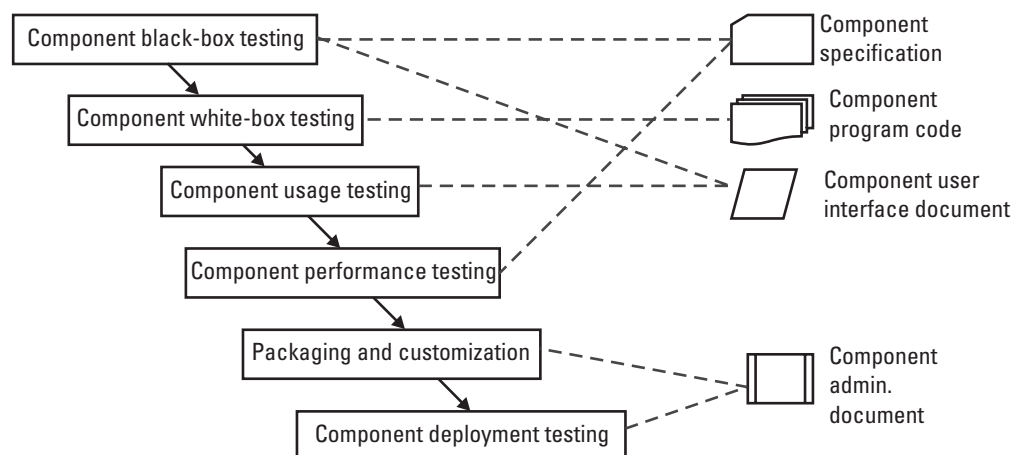 Component black-box testing
Component
specification
Component white-box testing
Component
program code
Component usage testing
Component user
interface document
Component performance testing
Packaging and customization
Component
admin.
document
Component deployment testing